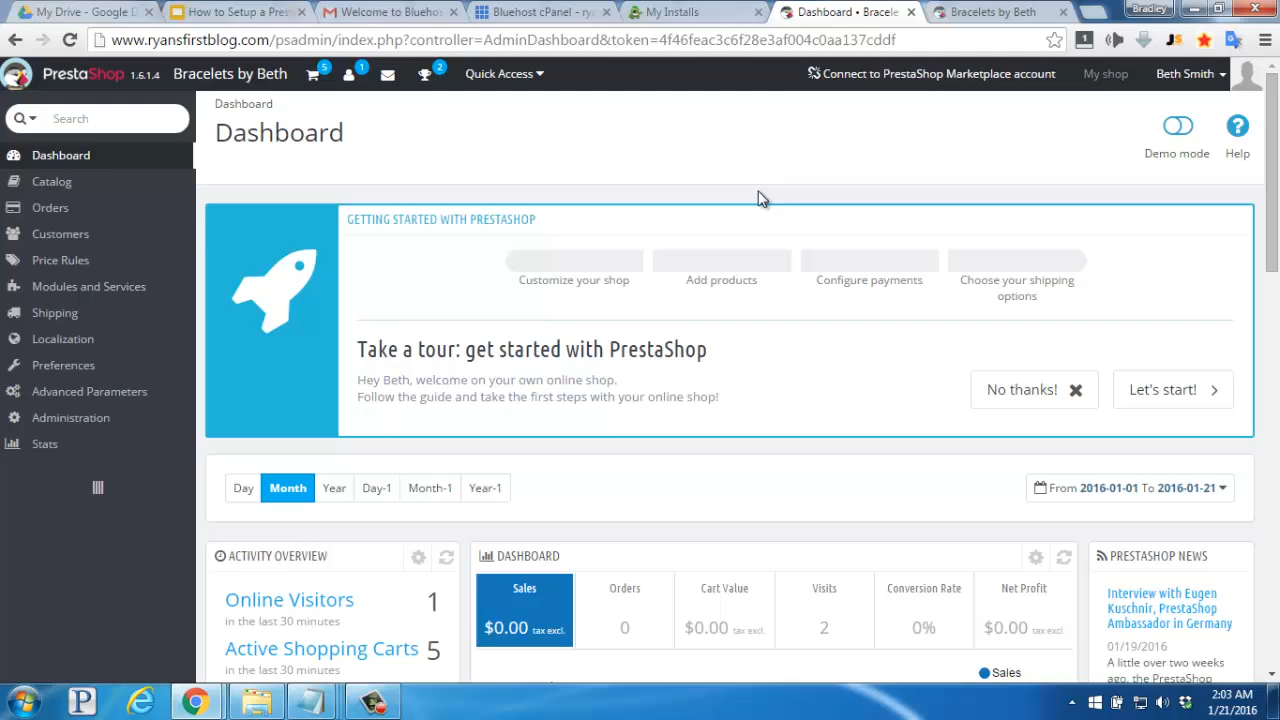 My Drive - Google D
How to Setup a Prest
Welcome to Bluehos
Bluehost cPanel - ry
My Installs
Dashboard • Bracele
Bracelets by Beth
Bradley
www.ryansfirstblog.com/psadmin/index.php?controller=AdminDashboard&token=4f46feac3c6f28e3af004c0aa137cddf
1
JS
PrestaShop 1.6.1.4
Bracelets by Beth
5
1
2
Quick Access
Connect to PrestaShop Marketplace account
My shop
Beth Smith
Search
Dashboard
Catalog
Orders
Customers
Price Rules
Modules and Services
Shipping
Localization
Preferences
Advanced Parameters
Administration
Stats
Dashboard
Dashboard
Demo mode
Help
GETTING STARTED WITH PRESTASHOP
Customize your shop
Add products
Configure payments
Choose your shipping
options
Take a tour: get started with PrestaShop
Hey Beth, welcome on your own online shop.
Follow the guide and take the first steps with your online shop!
No thanks!
Let's start!
Day
Month
Year
Day-1
Month-1
Year-1
From 2016-01-01 To 2016-01-21
ACTIVITY OVERVIEW
Online Visitors 1
in the last 30 minutes
Active Shopping Carts 5
in the last 30 minutes
DASHBOARD
Sales
$0.00 tax excl.
Orders
0
Cart Value
$0.00 tax excl.
Visits
2
Conversion Rate
0%
Net Profit
$0.00 tax excl.
Sales
PRESTASHOP NEWS
Interview with Eugen
Kuschnir, PrestaShop
Ambassador in Germany
01/19/2016
A little over two weeks
ago, the PrestaShop
2:03 AM
1/21/2016